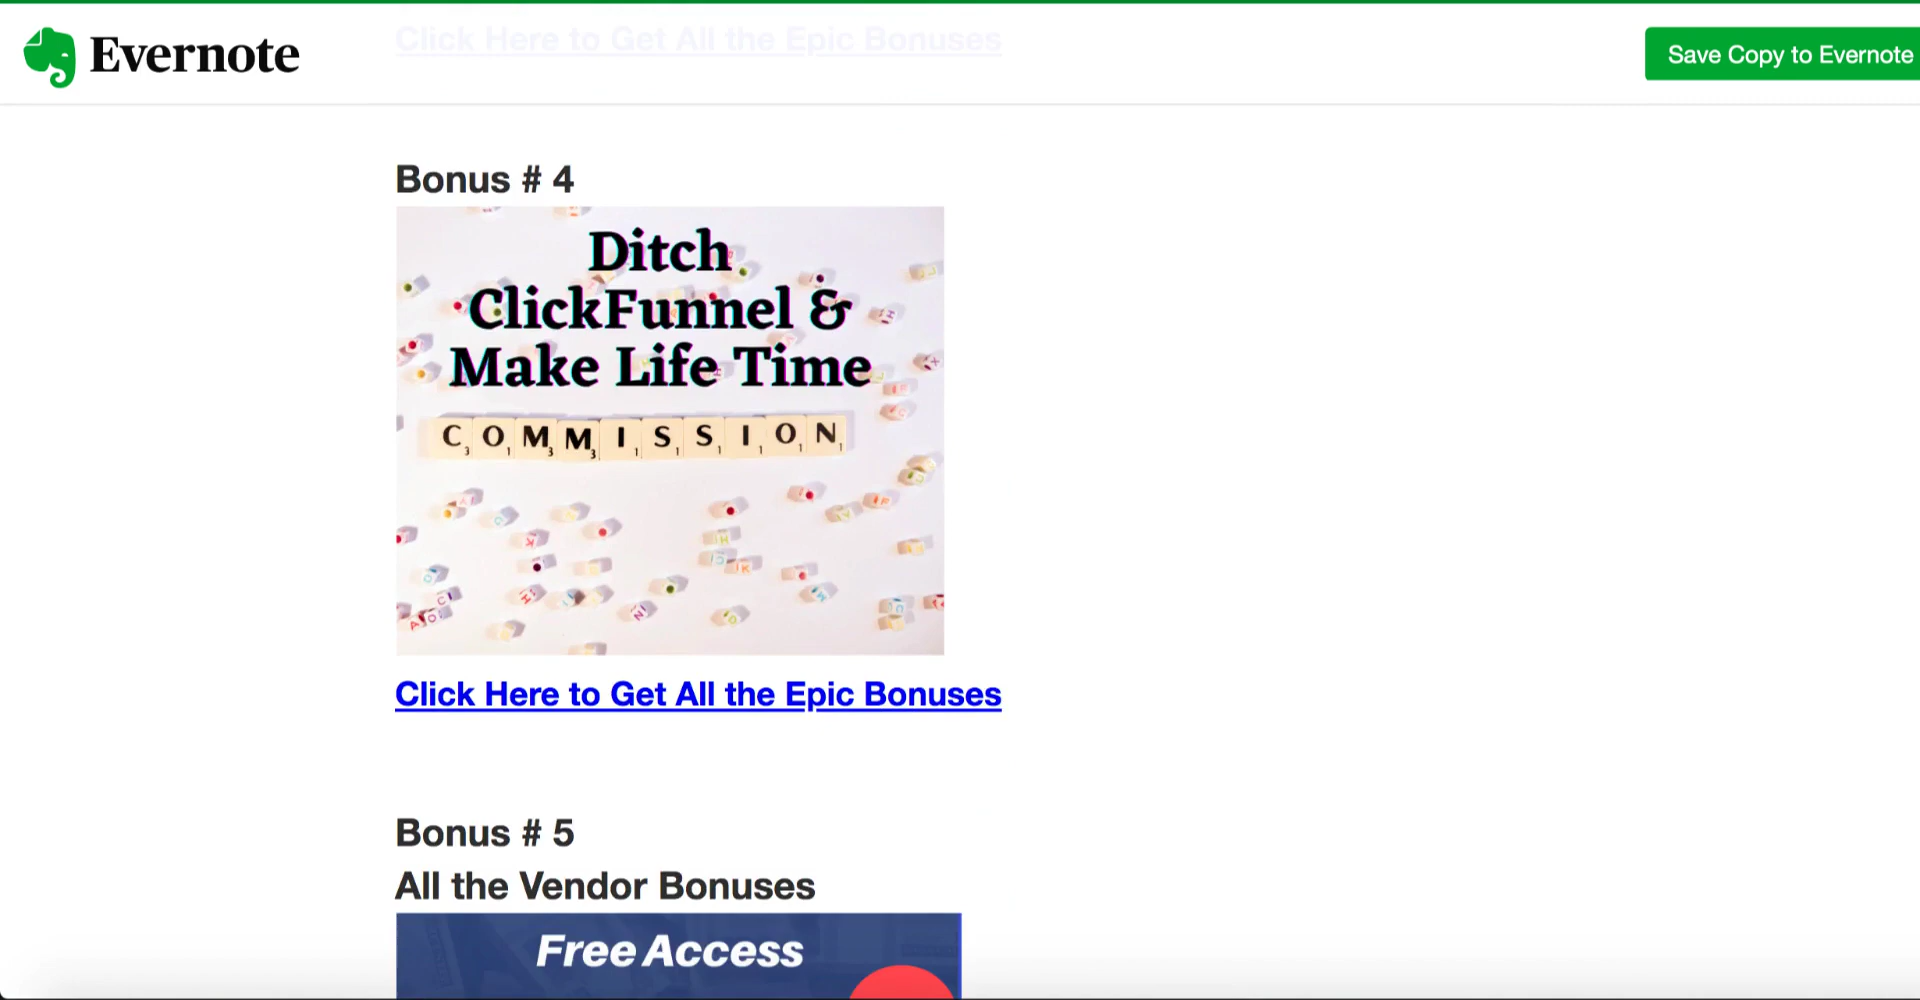 Click Here to Get All the Epic Bonuses
Evernote
Save Copy to Evernote
Bonus # 4
Ditch
ClickFunnel &
Make Life Time
COMMISSION
Click Here to Get All the Epic Bonuses
Bonus # 5
All the Vendor Bonuses
Free Access